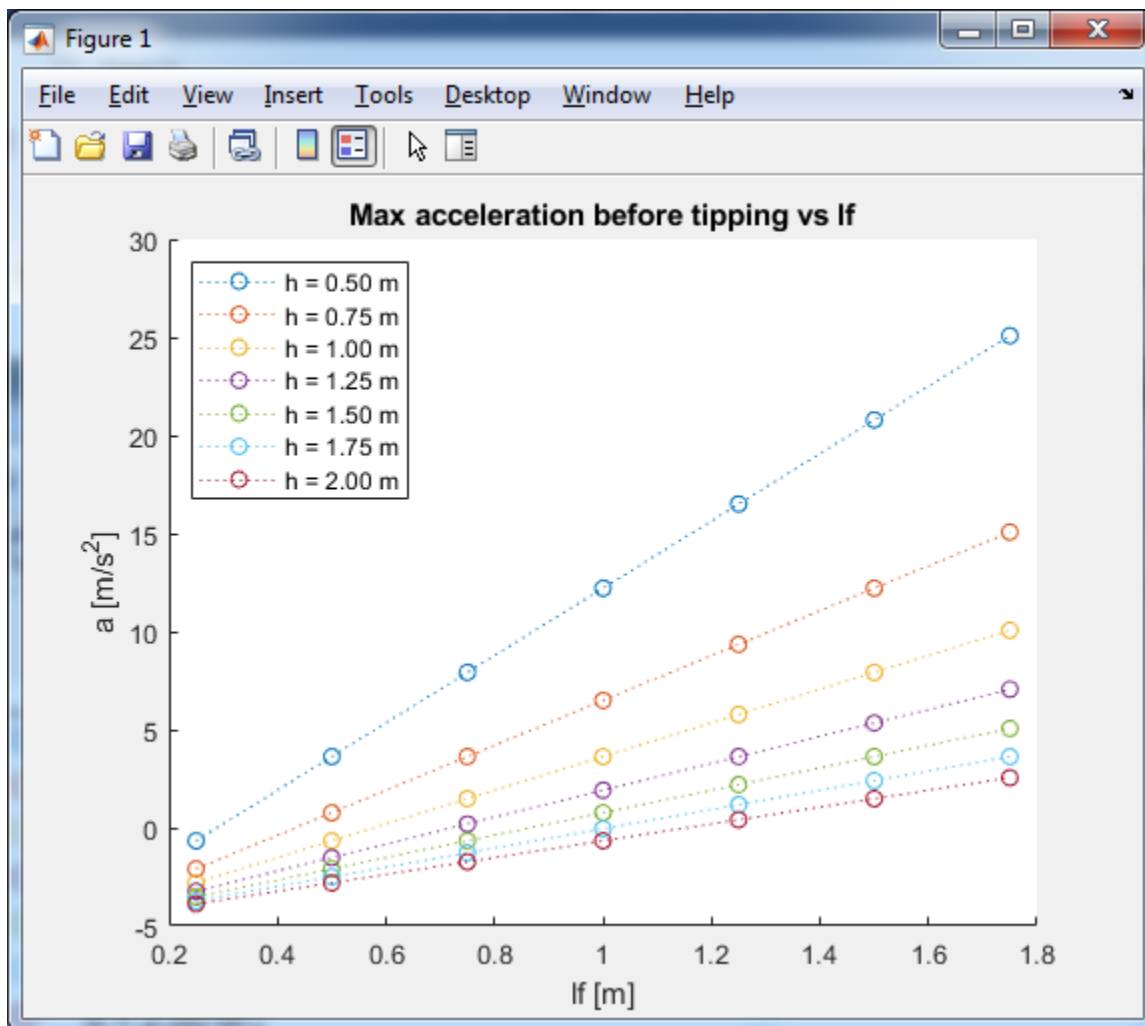 Figure 1
File Edit View Insert Tools Desktop Window Help
Max acceleration before tipping vs lf
30
25
20
15
10
5
0
-5
a [m/s^2]
h = 0.50 m
h = 0.75 m
h = 1.00 m
h = 1.25 m
h = 1.50 m
h = 1.75 m
h = 2.00 m
0.2 0.4 0.6 0.8 1 1.2 1.4 1.6 1.8
lf [m]